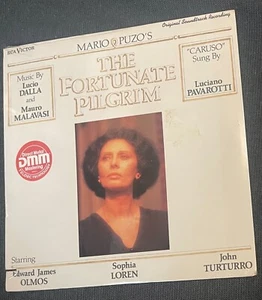 RCA VICTOR
Original Soundtrack Recording
MARIO PUZO'S
THE
FORTUNATE
PILGRIM
Music By
Lucio
DALLA
and
Mauro
MALAVASI
"CARUSO"
Sung By
Luciano
PAVAROTTI
DMM
Starring
Edward James
OLMOS
Sophia
LOREN
John
TURTURRO